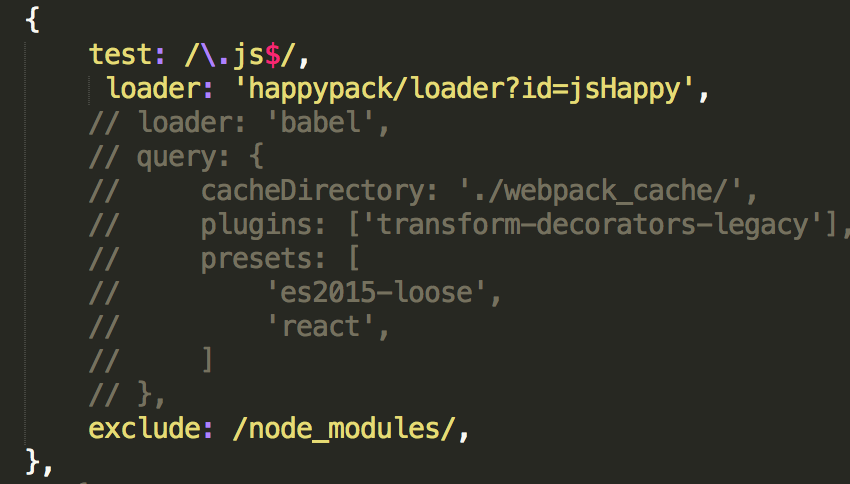 {
    test: /\.js$/,
     loader: 'happypack/loader?id=jsHappy',
    // loader: 'babel',
    // query: {
    //     cacheDirectory: './webpack_cache/',
    //     plugins: ['transform-decorators-legacy'],
    //     presets: [
    //         'es2015-loose',
    //         'react',
    //     ]
    // },
    exclude: /node_modules/,
},